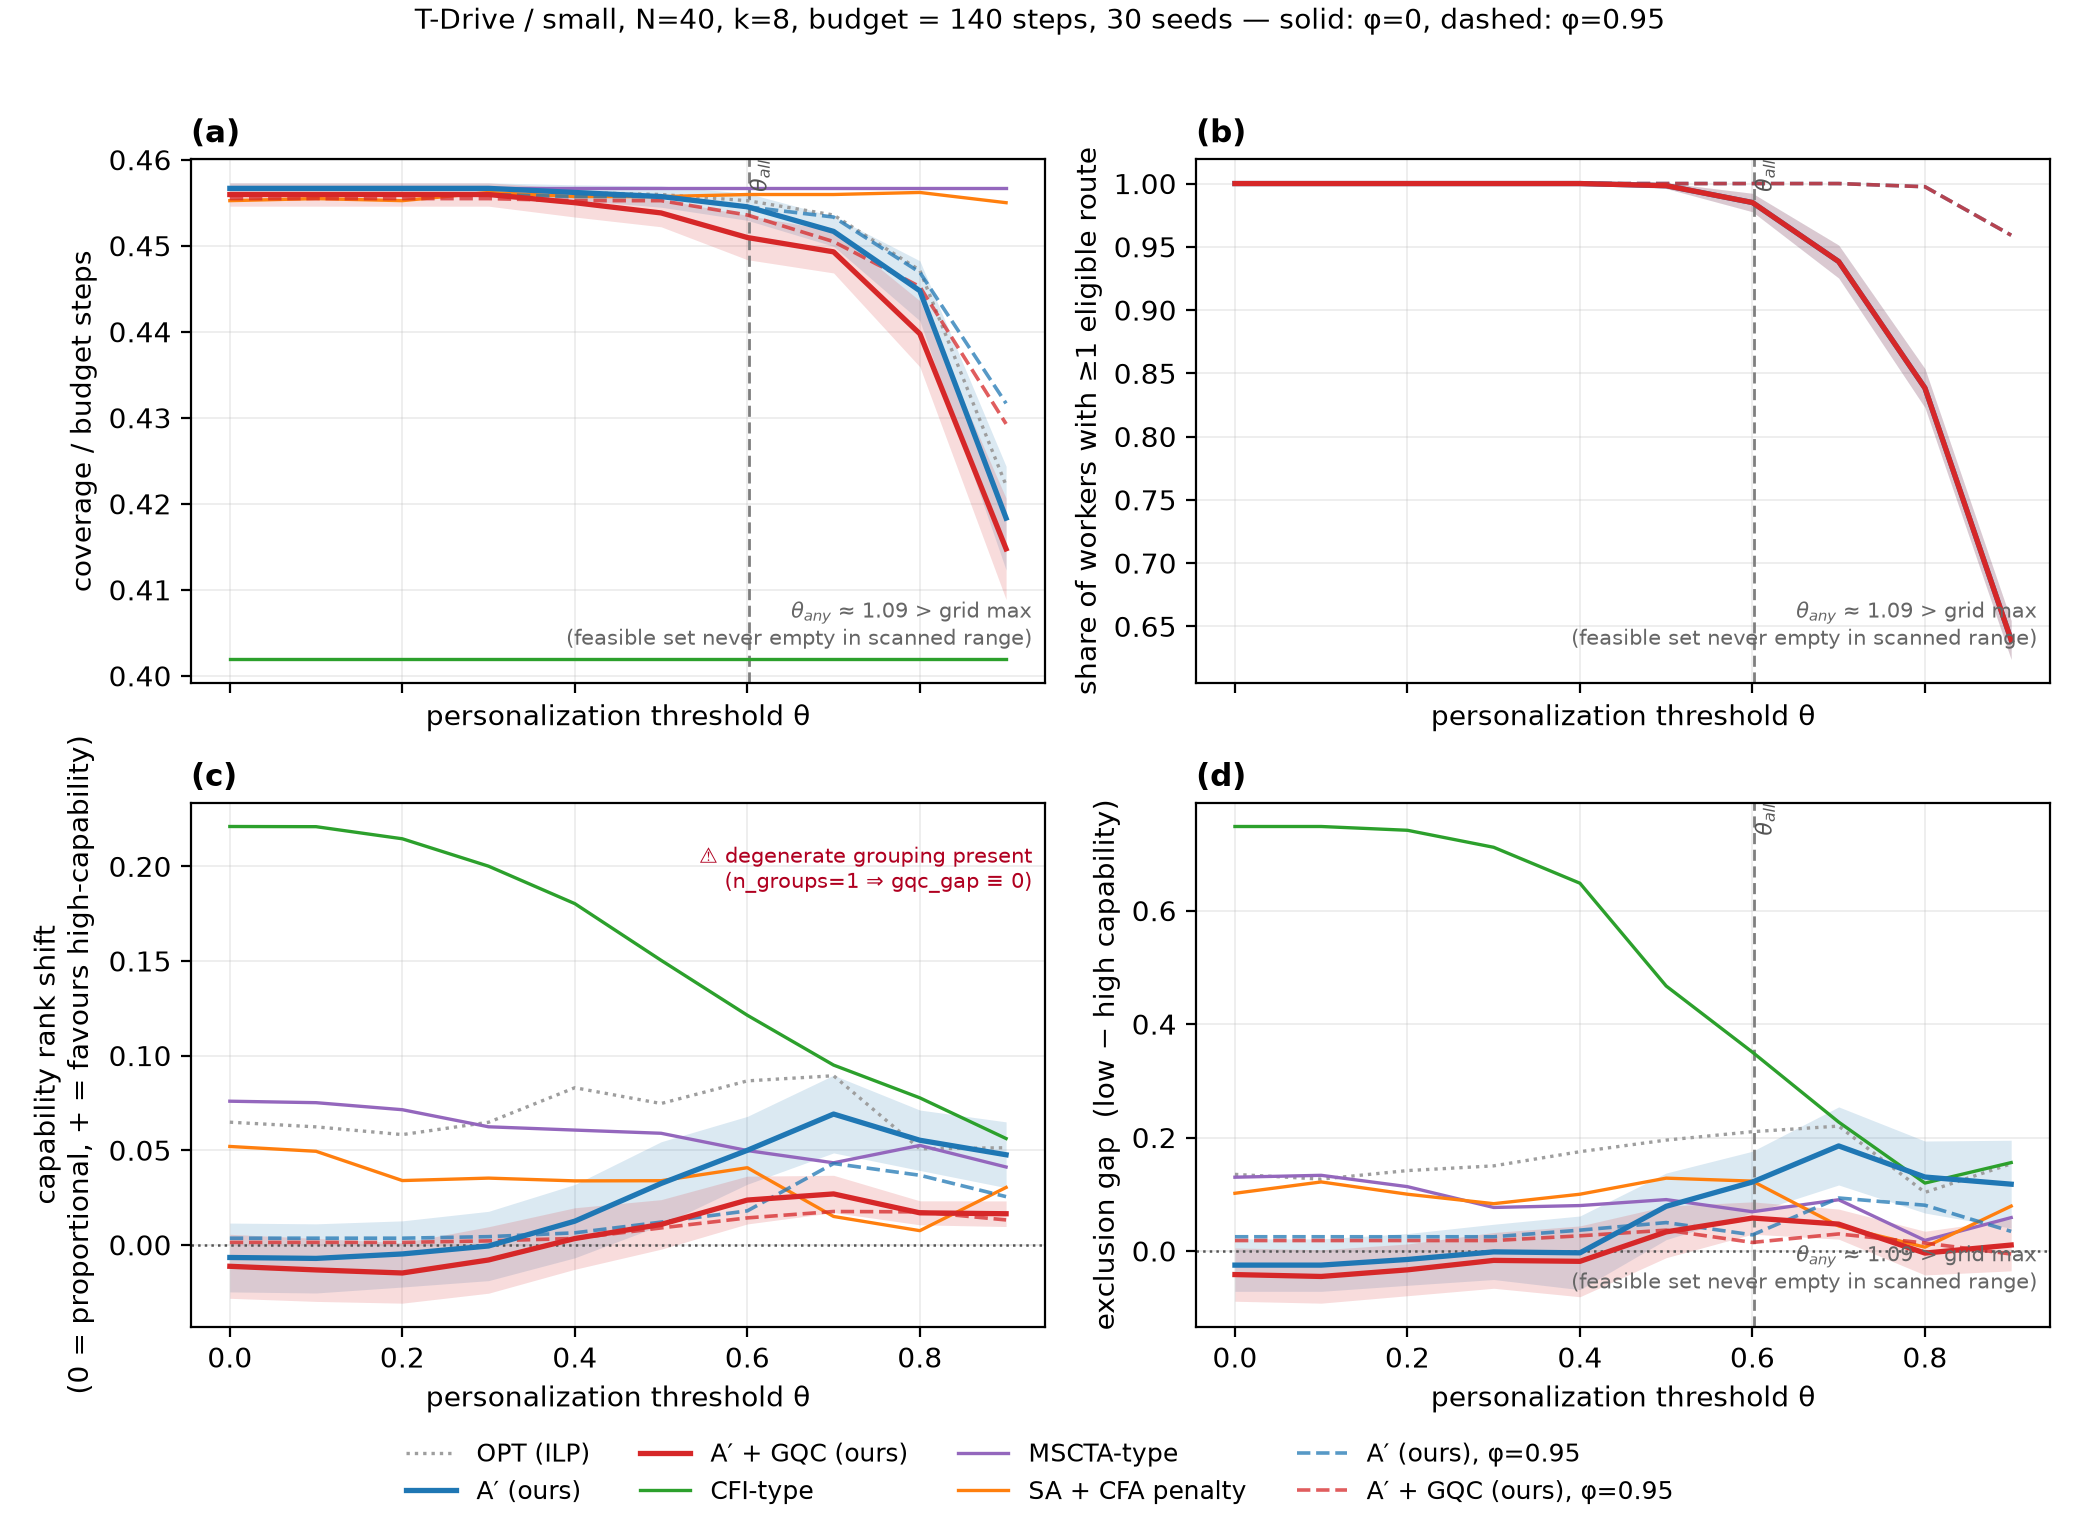 T-Drive / small, N=40, k=8, budget = 140 steps, 30 seeds — solid: φ=0, dashed: φ=0.95
(a)
coverage / budget steps
0.46
0.45
0.44
0.43
0.42
0.41
0.40
θall
θany ≈ 1.09 > grid max
(feasible set never empty in scanned range)
personalization threshold θ
(b)
share of workers with ≥1 eligible route
1.00
0.95
0.90
0.85
0.80
0.75
0.70
0.65
θall
θany ≈ 1.09 > grid max
(feasible set never empty in scanned range)
personalization threshold θ
(c)
capability rank shift
(0 = proportional, + = favours high-capability)
0.20
0.15
0.10
0.05
0.00
⚠ degenerate grouping present
(n_groups=1 ⇒ gqc_gap ≡ 0)
0.0 0.2 0.4 0.6 0.8
personalization threshold θ
(d)
exclusion gap (low − high capability)
0.6
0.4
0.2
0.0
θall
θany ≈ 1.09 > grid max
(feasible set never empty in scanned range)
0.0 0.2 0.4 0.6 0.8
personalization threshold θ
OPT (ILP)
A′ (ours)
A′ + GQC (ours)
CFI-type
MSCTA-type
SA + CFA penalty
A′ (ours), φ=0.95
A′ + GQC (ours), φ=0.95